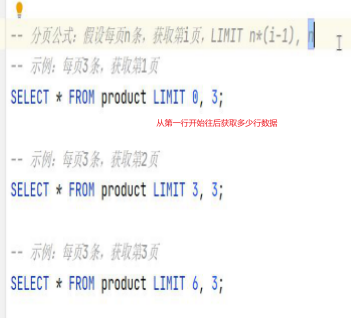 -- 分页公式：假设每页n条，获取第i页，LIMIT n*(i-1), n
-- 示例：每页3条，获取第1页
SELECT * FROM product LIMIT 0, 3;
从第一行开始往后获取多少行数据
-- 示例：每页3条，获取第2页
SELECT * FROM product LIMIT 3, 3;
-- 示例：每页3条，获取第3页
SELECT * FROM product LIMIT 6, 3;